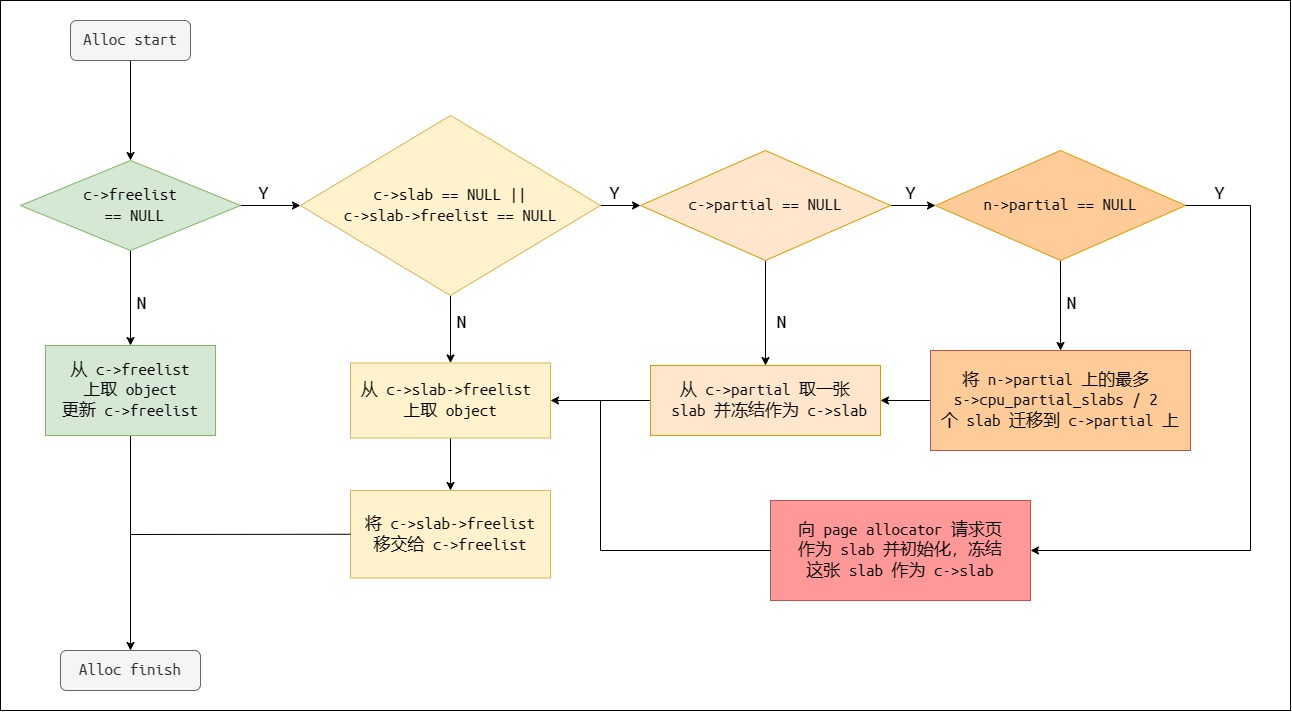 Alloc start
c->freelist
== NULL
Y
c->slab == NULL ||
c->slab->freelist == NULL
Y
c->partial == NULL
Y
n->partial == NULL
Y
N
N
N
N
从 c->freelist
上取 object
更新 c->freelist
从 c->slab->freelist
上取 object
从 c->partial 取一张
slab 并冻结作为 c->slab
将 n->partial 上的最多
s->cpu_partial_slabs / 2
个 slab 迁移到 c->partial 上
将 c->slab->freelist
移交给 c->freelist
向 page allocator 请求页
作为 slab 并初始化，冻结
这张 slab 作为 c->slab
Alloc finish